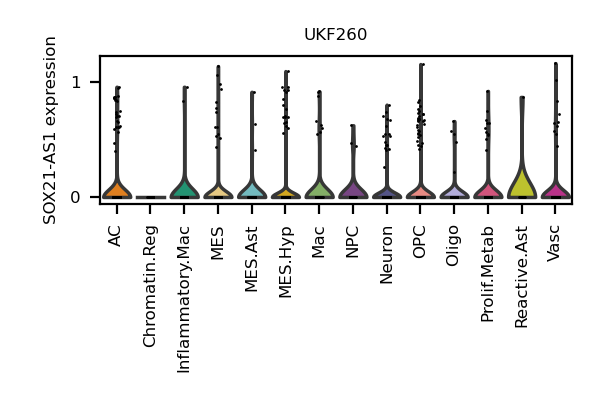 UKF260
SOX21-AS1 expression
1
0
AC
Chromatin.Reg
Inflammatory.Mac
MES
MES.Ast
MES.Hyp
Mac
NPC
Neuron
OPC
Oligo
Prolif.Metab
Reactive.Ast
Vasc